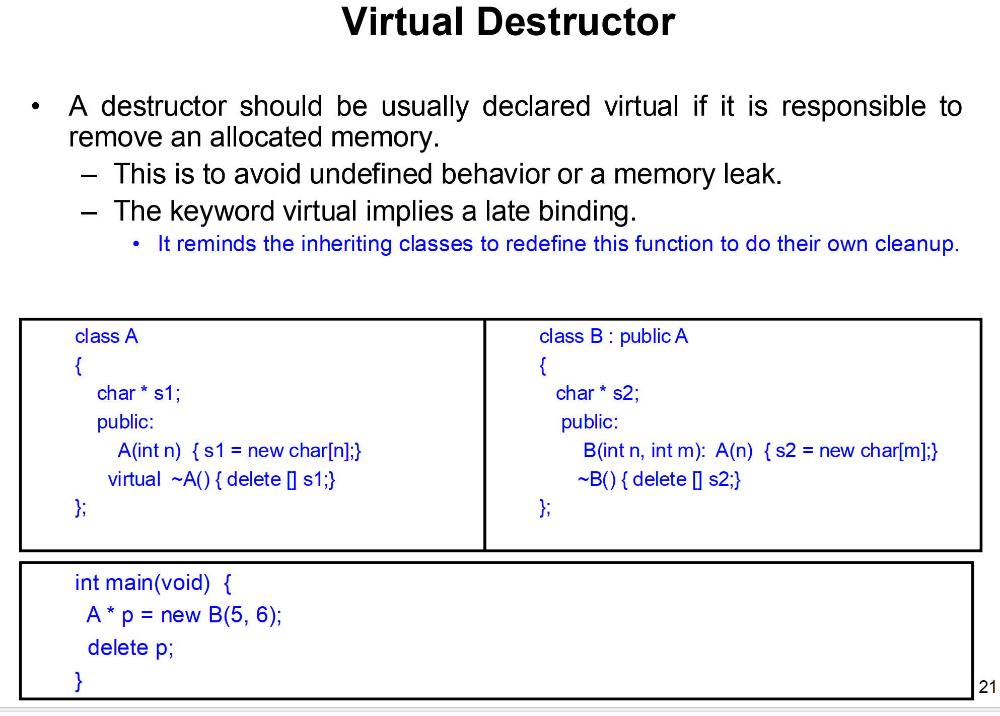 Virtual Destructor
• A destructor should be usually declared virtual if it is responsible to
remove an allocated memory.
– This is to avoid undefined behavior or a memory leak.
– The keyword virtual implies a late binding.
• It reminds the inheriting classes to redefine this function to do their own cleanup.
class A
{
char * s1;
public:
A(int n) { s1 = new char[n];}
virtual ~A() { delete [] s1;}
};
class B : public A
{
char * s2;
public:
B(int n, int m): A(n) { s2 = new char[m];}
~B() { delete [] s2;}
};
int main(void) {
A * p = new B(5, 6);
delete p;
}
21